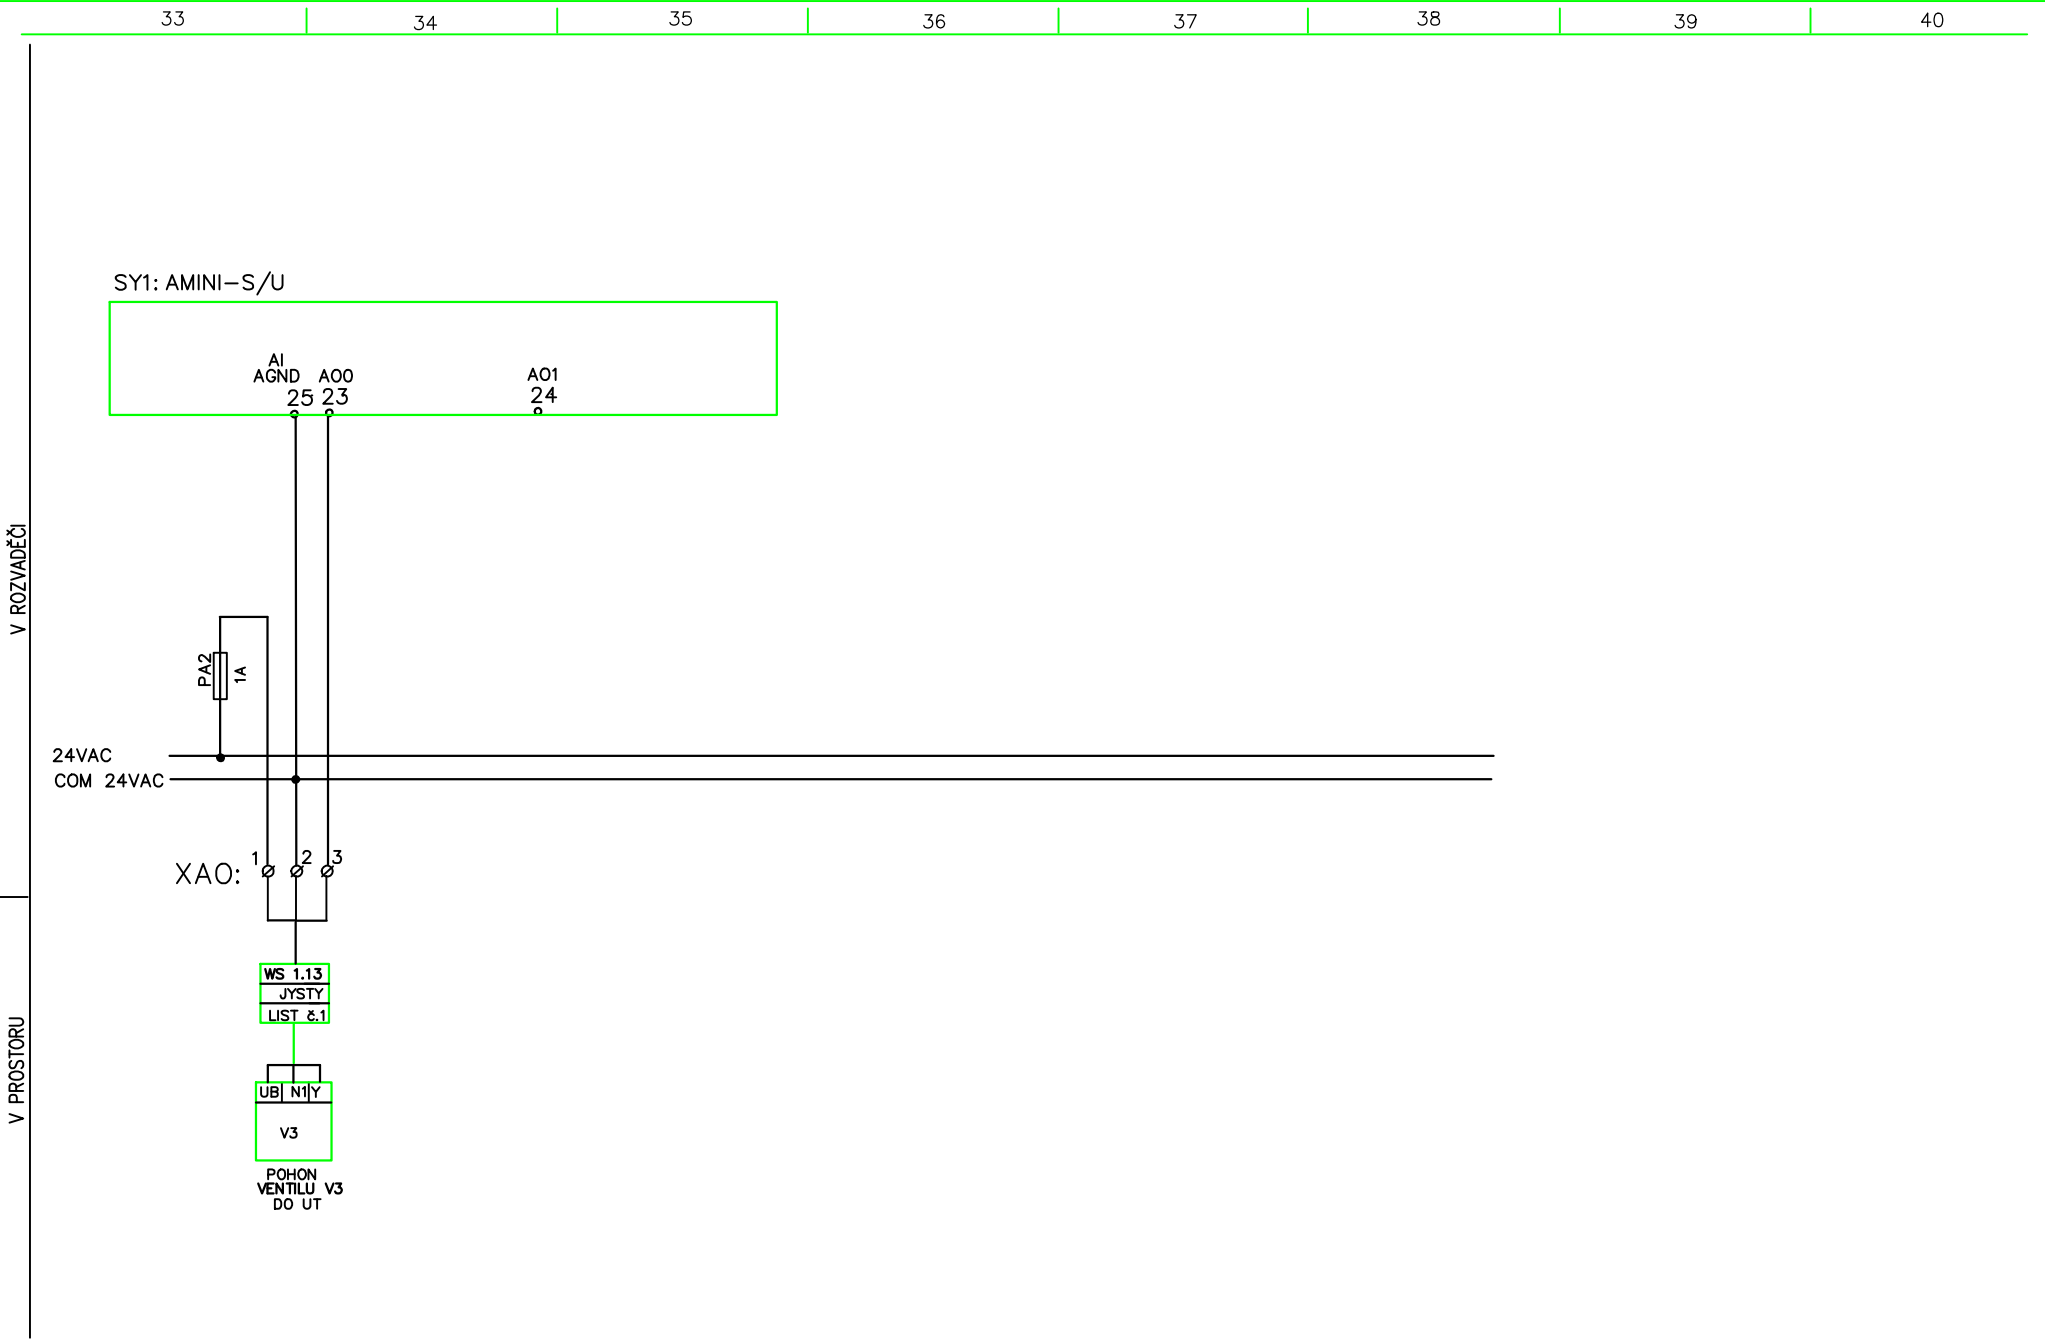 33 34 35 36 37 38 39 40
SY1: AMINI-S/U
AI
AGND AO0 AO1
25 23 24
V ROZVADĚČI
PA2
1A
24VAC
COM 24VAC
XAO: 1 2 3
WS 1.13
JYSTY
LIST č.1
V PROSTORU
UB N1 Y
V3
POHON
VENTILU V3
DO UT